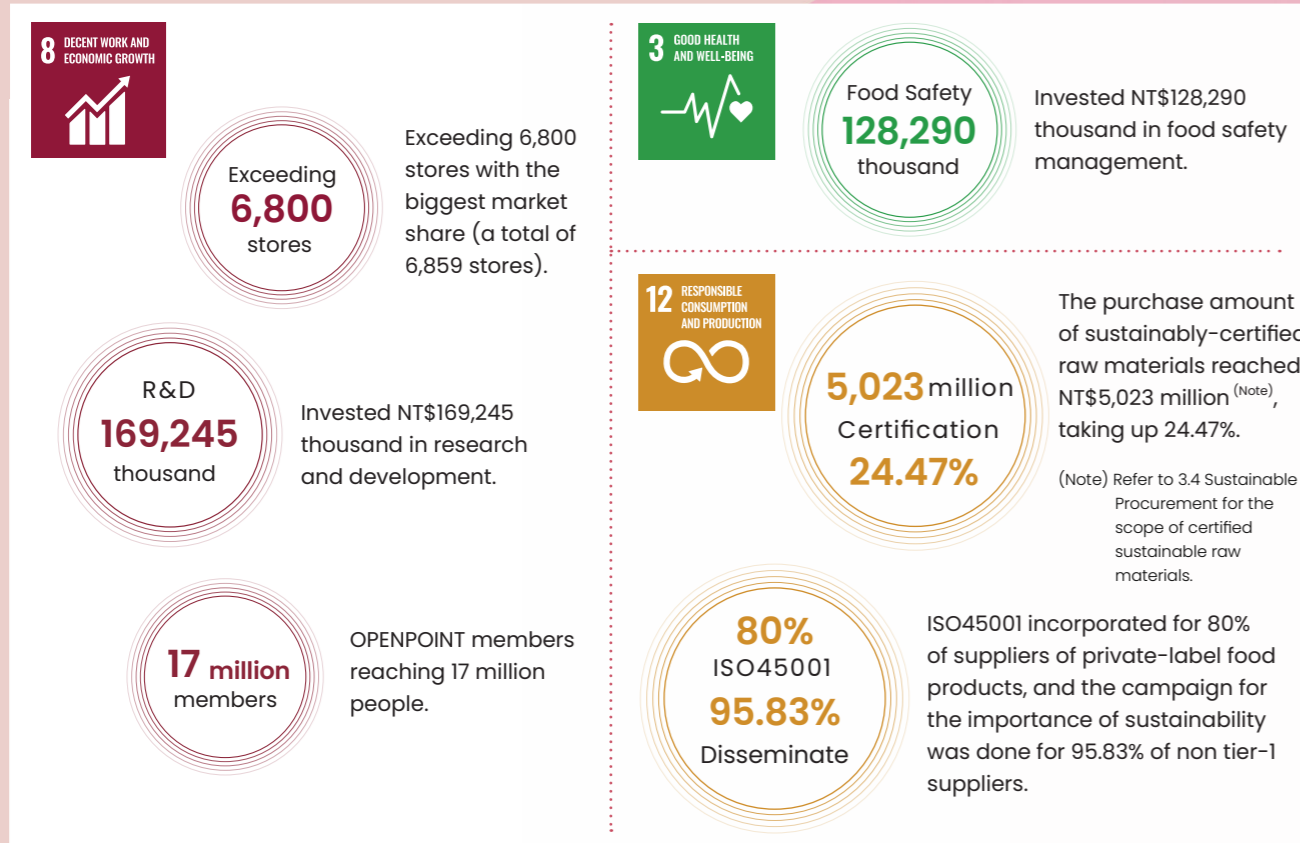 8 DECENT WORK AND
ECONOMIC GROWTH
Exceeding
6,800
stores
Exceeding 6,800
stores with the
biggest market
share (a total of
6,859 stores).
R&D
169,245
thousand
Invested NT$169,245
thousand in research
and development.
17 million
members
OPENPOINT members
reaching 17 million
people.
3 GOOD HEALTH
AND WELL-BEING
Food Safety
128,290
thousand
Invested NT$128,290
thousand in food safety
management.
12 RESPONSIBLE
CONSUMPTION
AND PRODUCTION
5,023 million
Certification
24.47%
The purchase amount
of sustainably-certified
raw materials reached
NT$5,023 million (Note),
taking up 24.47%.
(Note) Refer to 3.4 Sustainable
Procurement for the
scope of certified
sustainable raw
materials.
80%
ISO45001
95.83%
Disseminate
ISO45001 incorporated for 80%
of suppliers of private-label food
products, and the campaign for
the importance of sustainability
was done for 95.83% of non tier-1
suppliers.